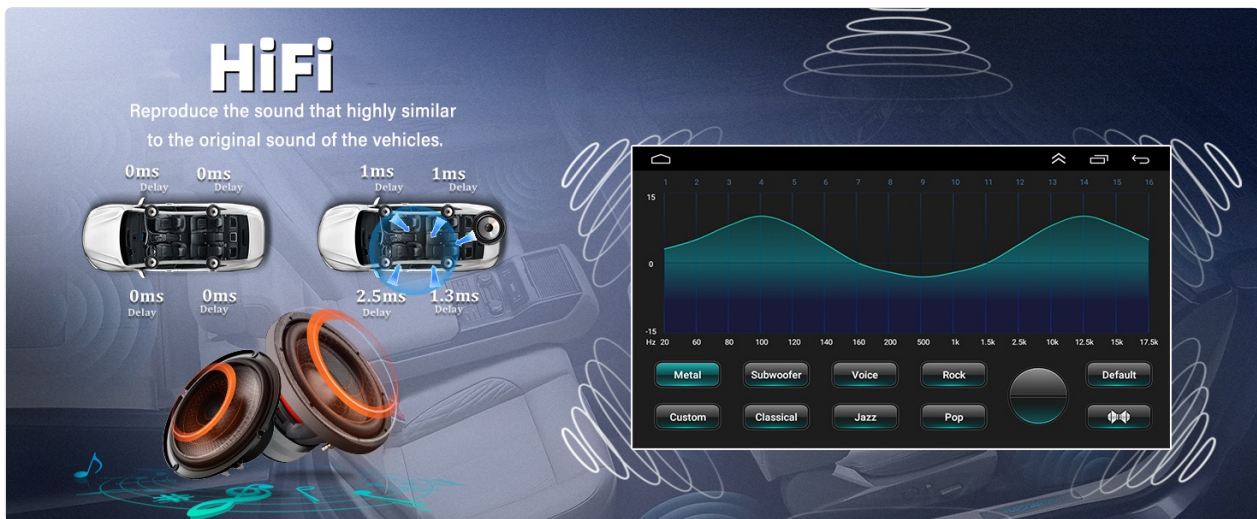 HiFi
Reproduce the sound that highly similar
to the original sound of the vehicles.
0ms 0ms
Delay Delay
0ms 0ms
Delay Delay
1ms 1ms
Delay Delay
2.5ms 1.3ms
Delay Delay
1 2 3 4 5 6 7 8 9 10 11 12 13 14 15 16
15
0
-15
Hz 20 60 80 100 120 140 160 200 500 1k 1.5k 2.5k 10k 12.5k 15k 17.5k
Metal Subwoofer Voice Rock Default
Custom Classical Jazz Pop